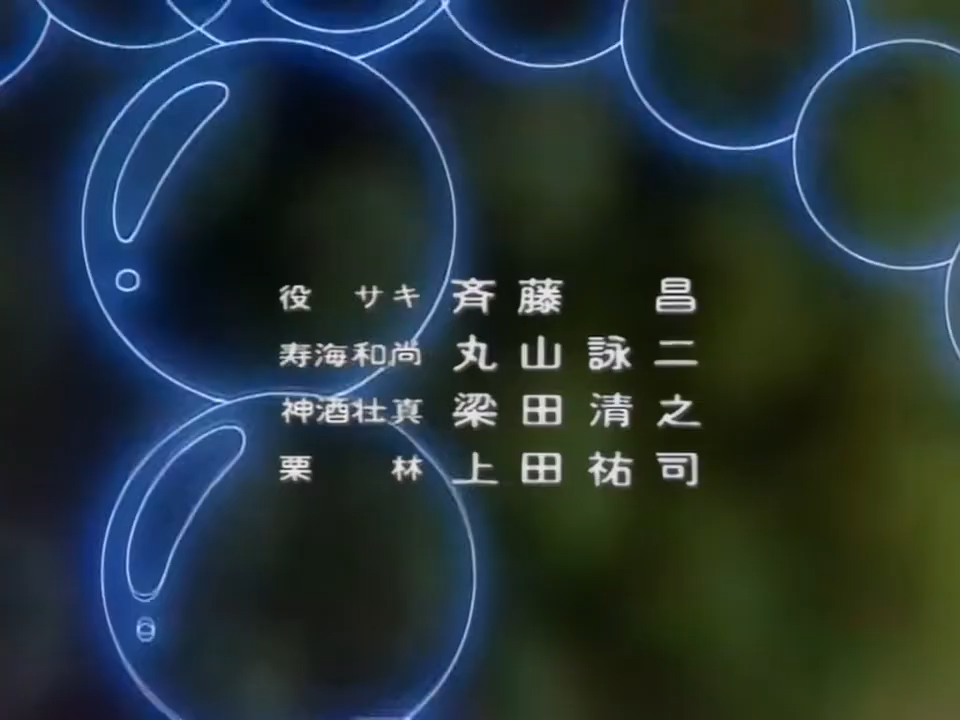 役 サキ 斉藤 昌
寿海和尚 丸山詠二
神酒壮真 梁田清之
栗林 上田祐司